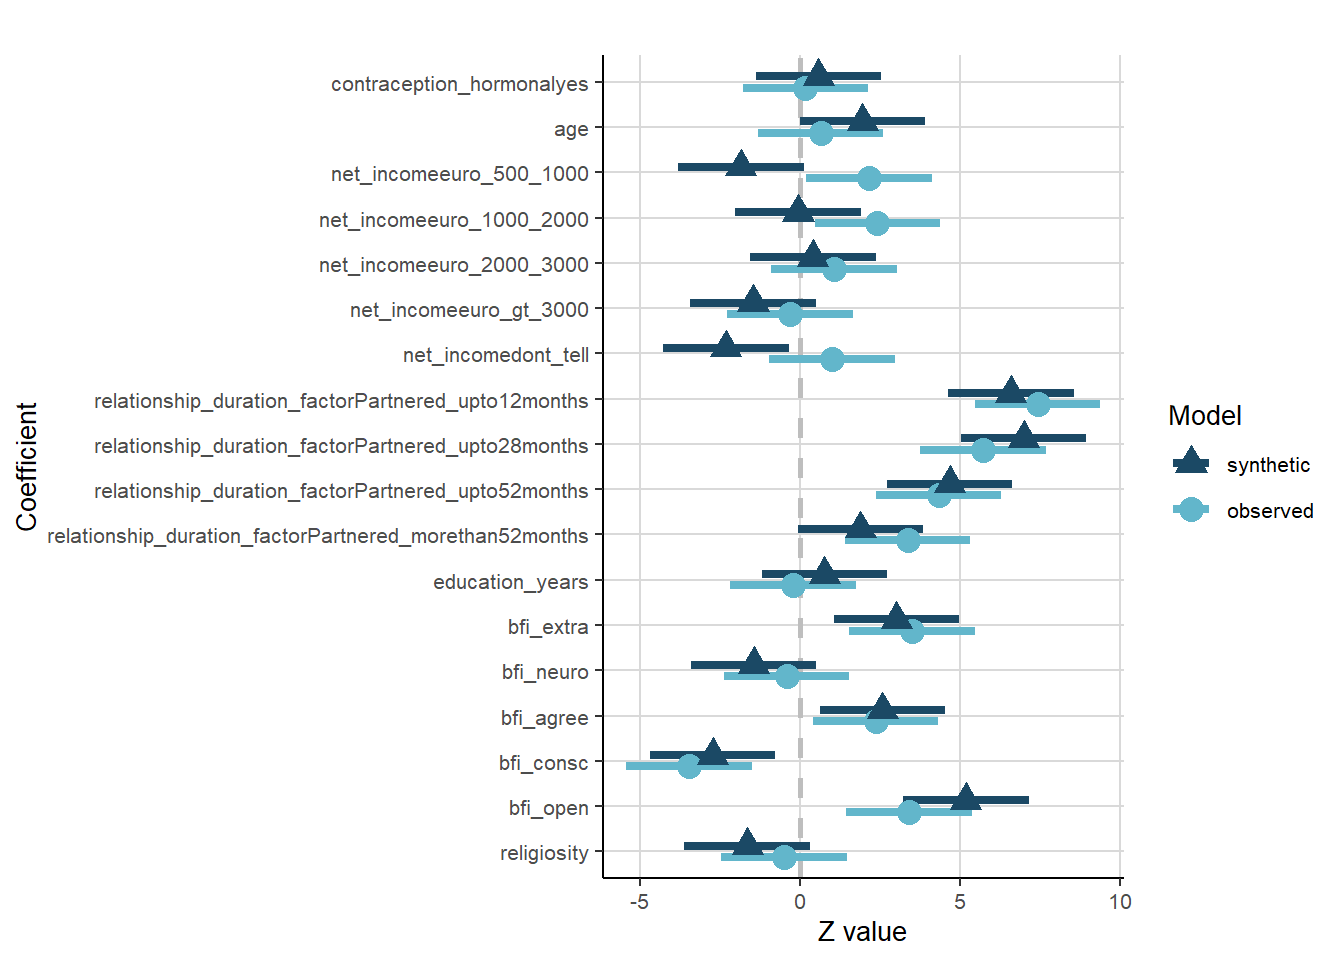 contraception_hormonalyes
age
net_incomeeuro_500_1000
net_incomeeuro_1000_2000
net_incomeeuro_2000_3000
net_incomeeuro_gt_3000
net_incomedont_tell
relationship_duration_factorPartnered_upto12months
relationship_duration_factorPartnered_upto28months
relationship_duration_factorPartnered_upto52months
relationship_duration_factorPartnered_morethan52months
education_years
bfi_extra
bfi_neuro
bfi_agree
bfi_consc
bfi_open
religiosity
Coefficient
-5 0 5 10
Z value
Model
synthetic
observed